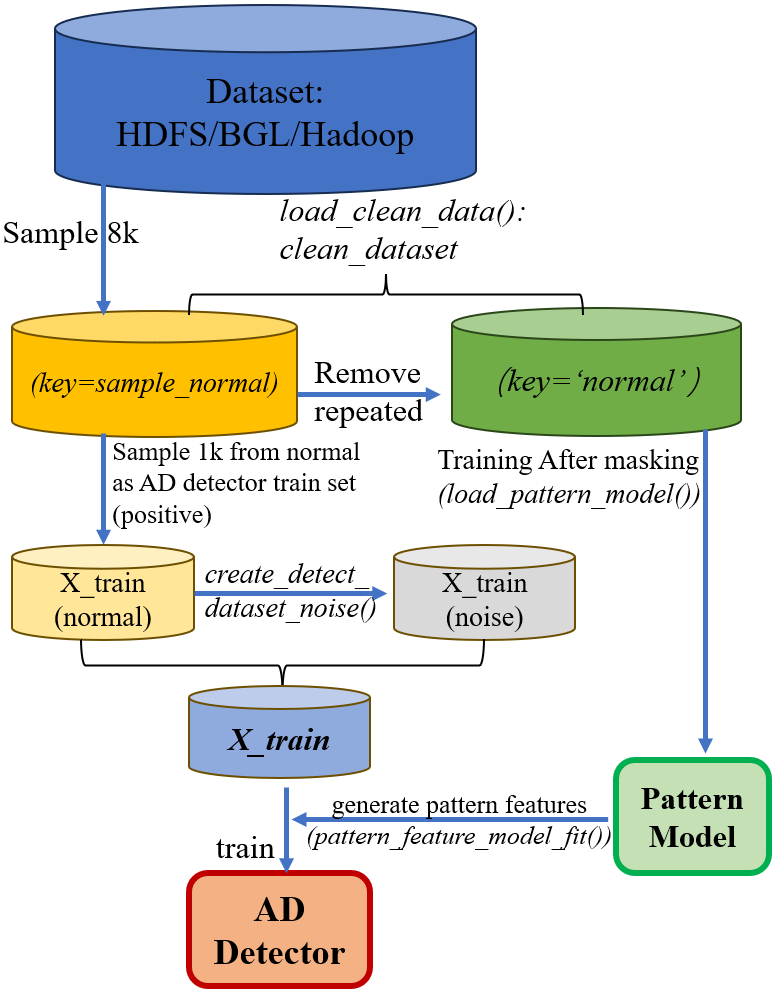 Dataset:
HDFS/BGL/Hadoop
Sample 8k
load_clean_data():
clean_dataset
(key=sample_normal)
Remove
repeated
(key=‘normal’)
Sample 1k from normal
as AD detector train set
(positive)
Training After masking
(load_pattern_model())
X_train
(normal)
create_detect_
dataset_noise()
X_train
(noise)
X_train
generate pattern features
(pattern_feature_model_fit())
train
Pattern
Model
AD
Detector